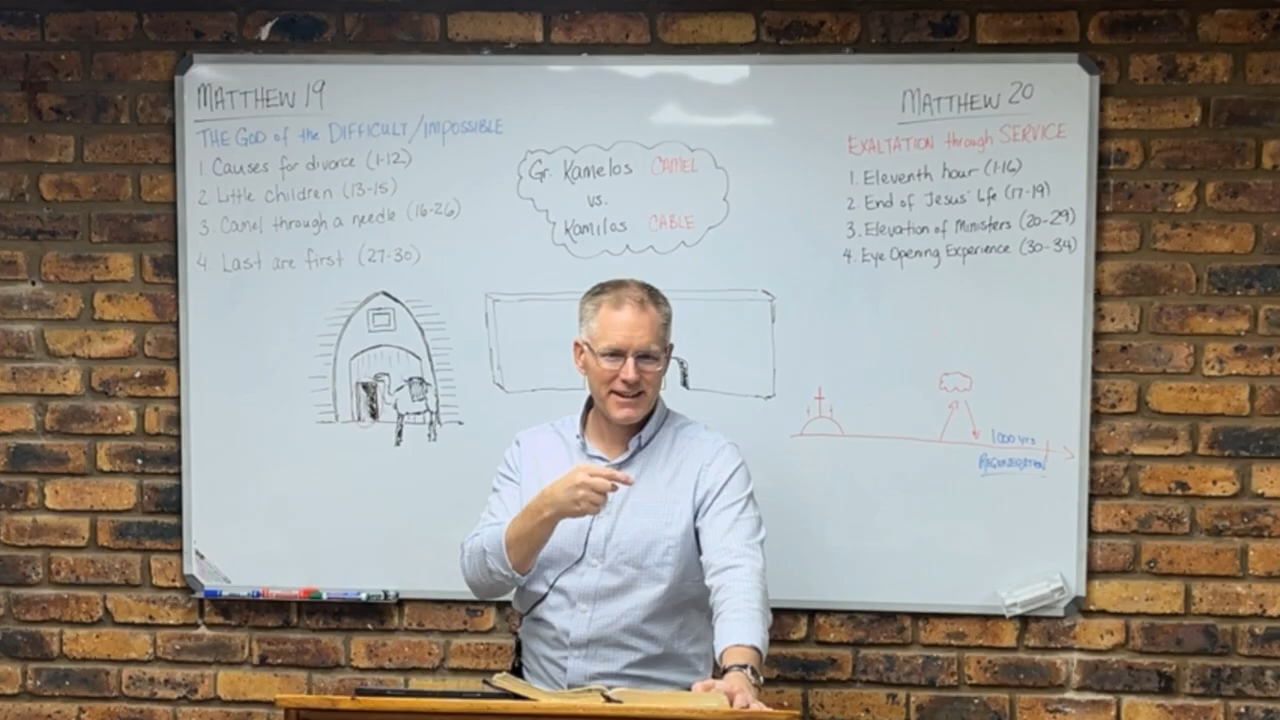 MATTHEW 19
THE GOD of the DIFFICULT/IMPOSSIBLE
1. Causes for divorce (1-12)
2. Little children (13-15)
3. Camel through a needle (16-26)
4. Last are first (27-30)
Gr. Kamelos CAMEL
vs.
Kamilos CABLE
MATTHEW 20
EXALTATION through SERVICE
1. Eleventh hour (1-16)
2. End of Jesus' life (17-19)
3. Elevation of Ministers (20-29)
4. Eye Opening Experience (30-34)
1000 yrs
REGENERATION